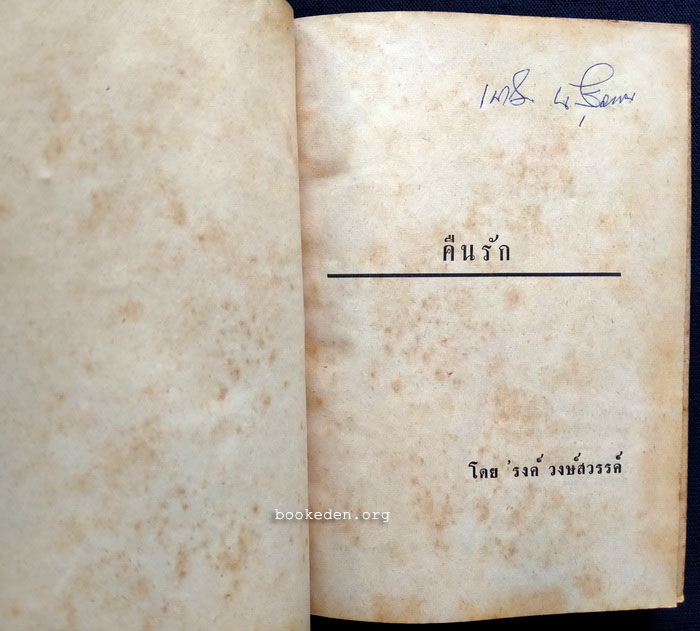 คืนรัก
โดย 'รงค์ วงษ์สวรรค์
bookeden.org